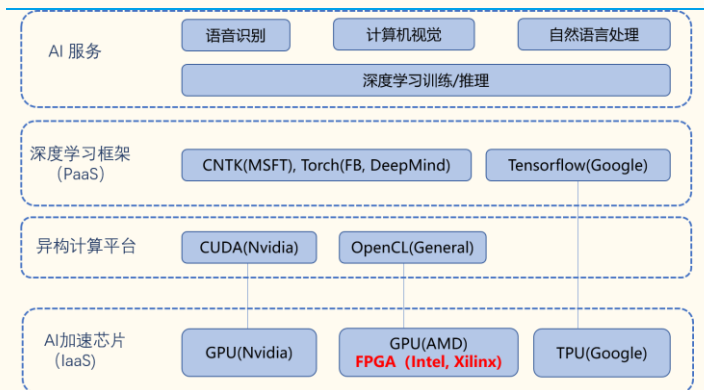 AI 服务
语音识别
计算机视觉
自然语言处理
深度学习训练/推理
深度学习框架
(PaaS)
CNTK(MSFT), Torch(FB, DeepMind)
Tensorflow(Google)
异构计算平台
CUDA(Nvidia)
OpenCL(General)
AI加速芯片
(IaaS)
GPU(Nvidia)
GPU(AMD)
FPGA（Intel, Xilinx)
TPU(Google)